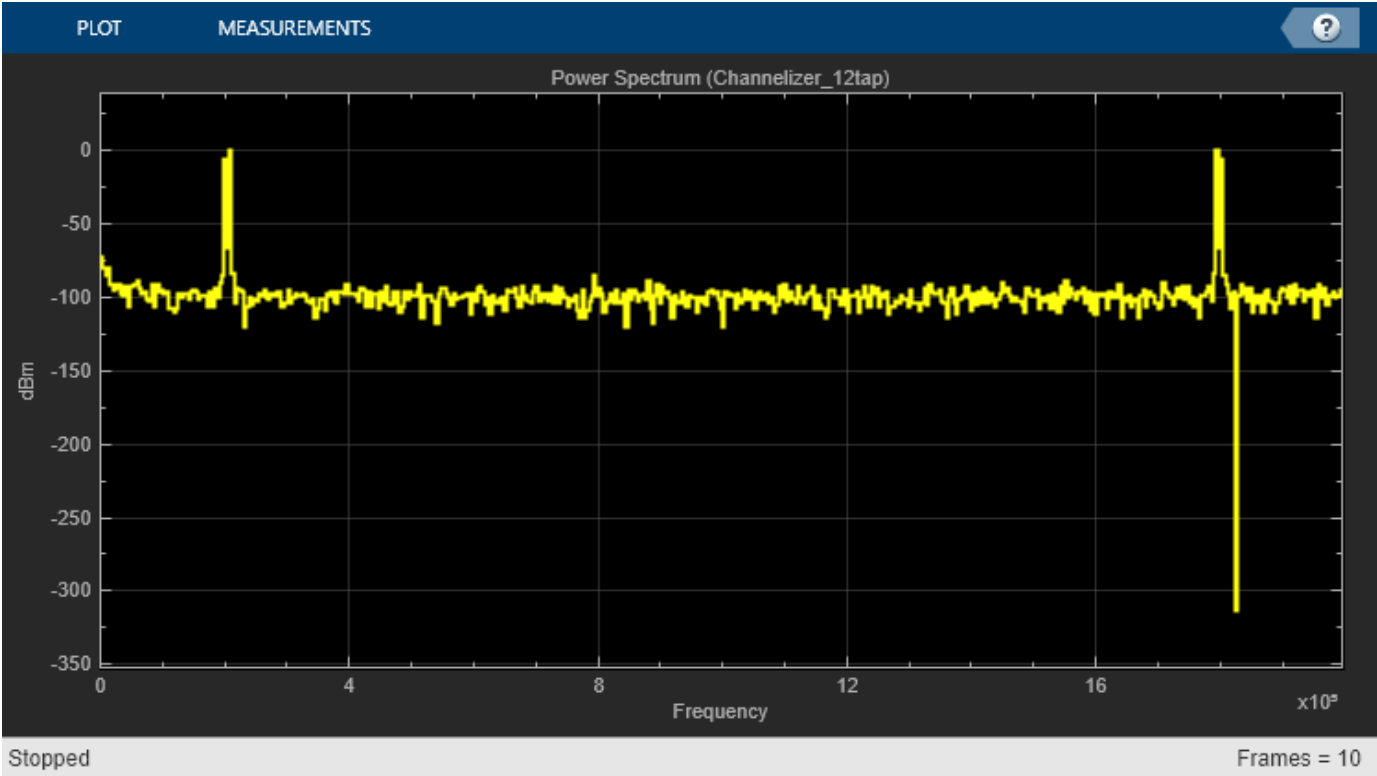 PLOT MEASUREMENTS ?
Power Spectrum (Channelizer_12tap)
0
-50
-100
-150
-200
-250
-300
-350
dBm
0 4 8 12 16
x10⁵
Frequency
Stopped Frames = 10